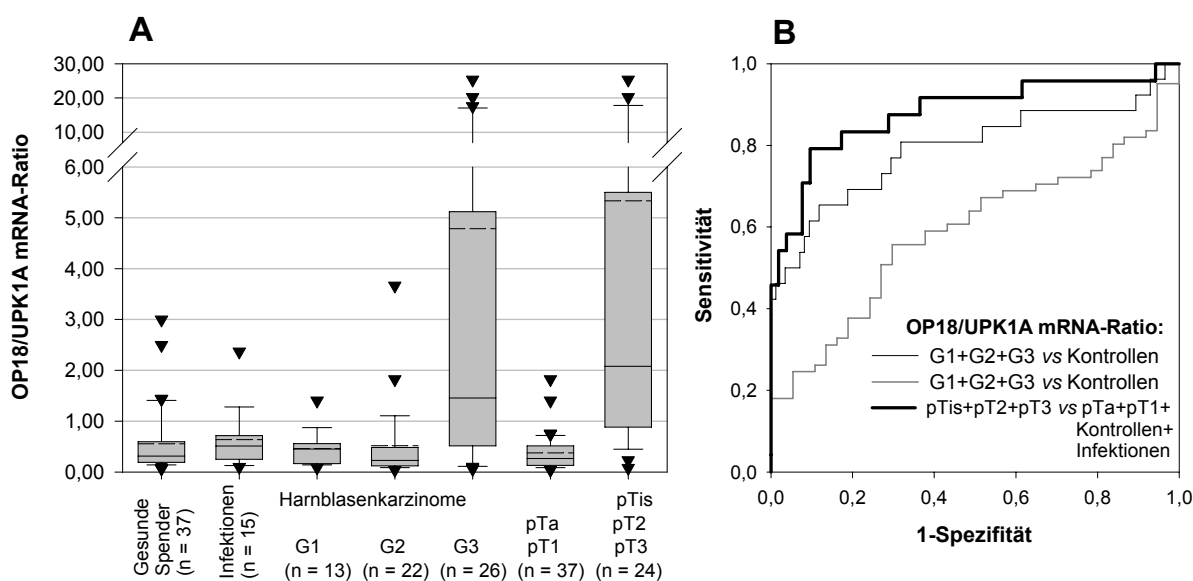 A
OP18/UPK1A mRNA-Ratio
30,00
20,00
10,00
6,00
5,00
4,00
3,00
2,00
1,00
0,00
Gesunde
Spender
(n = 37)
Infektionen
(n = 15)
Harnblasenkarzinome
G1
(n = 13)
G2
(n = 22)
G3
(n = 26)
pTa
pT1
(n = 37)
pTis
pT2
pT3
(n = 24)
B
Sensitivität
1,0
0,8
0,6
0,4
0,2
0,0
OP18/UPK1A mRNA-Ratio:
G1+G2+G3 vs Kontrollen
G1+G2+G3 vs Kontrollen
pTis+pT2+pT3 vs pTa+pT1+
Kontrollen+
Infektionen
0,0 0,2 0,4 0,6 0,8 1,0
1-Spezifität